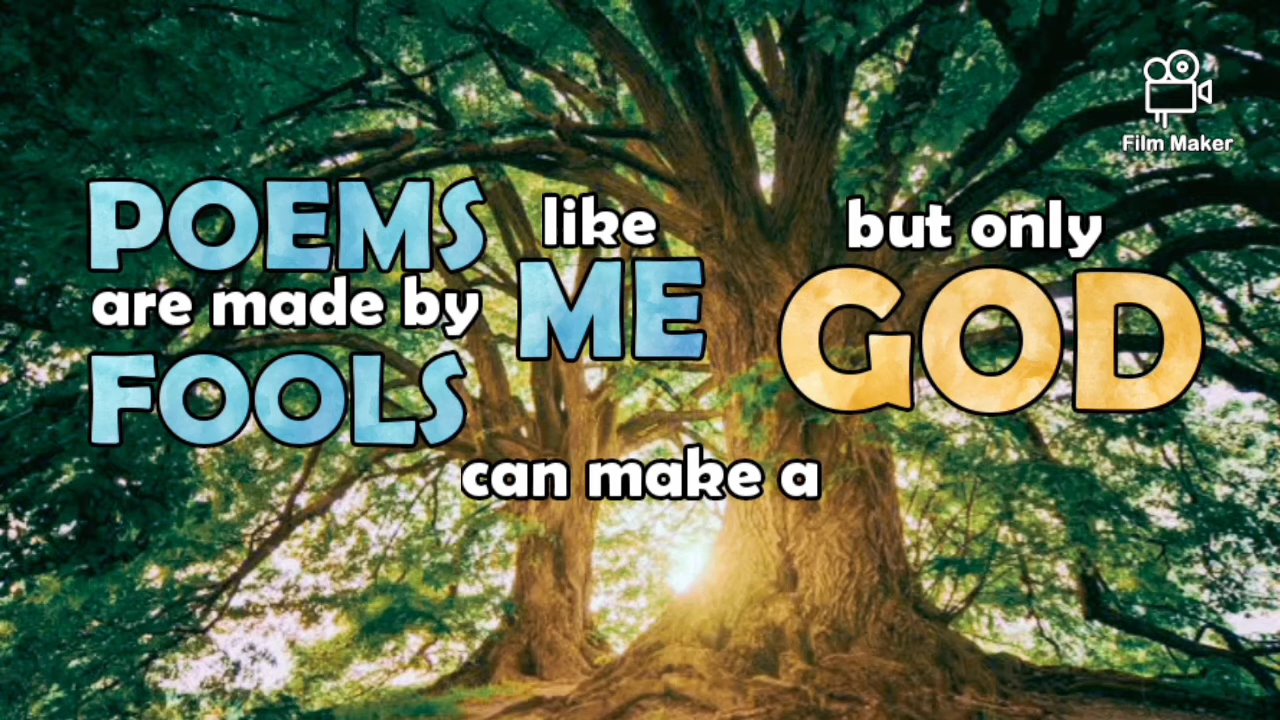 POEMS
are made by
FOOLS
like
ME
but only
GOD
can make a
Film Maker